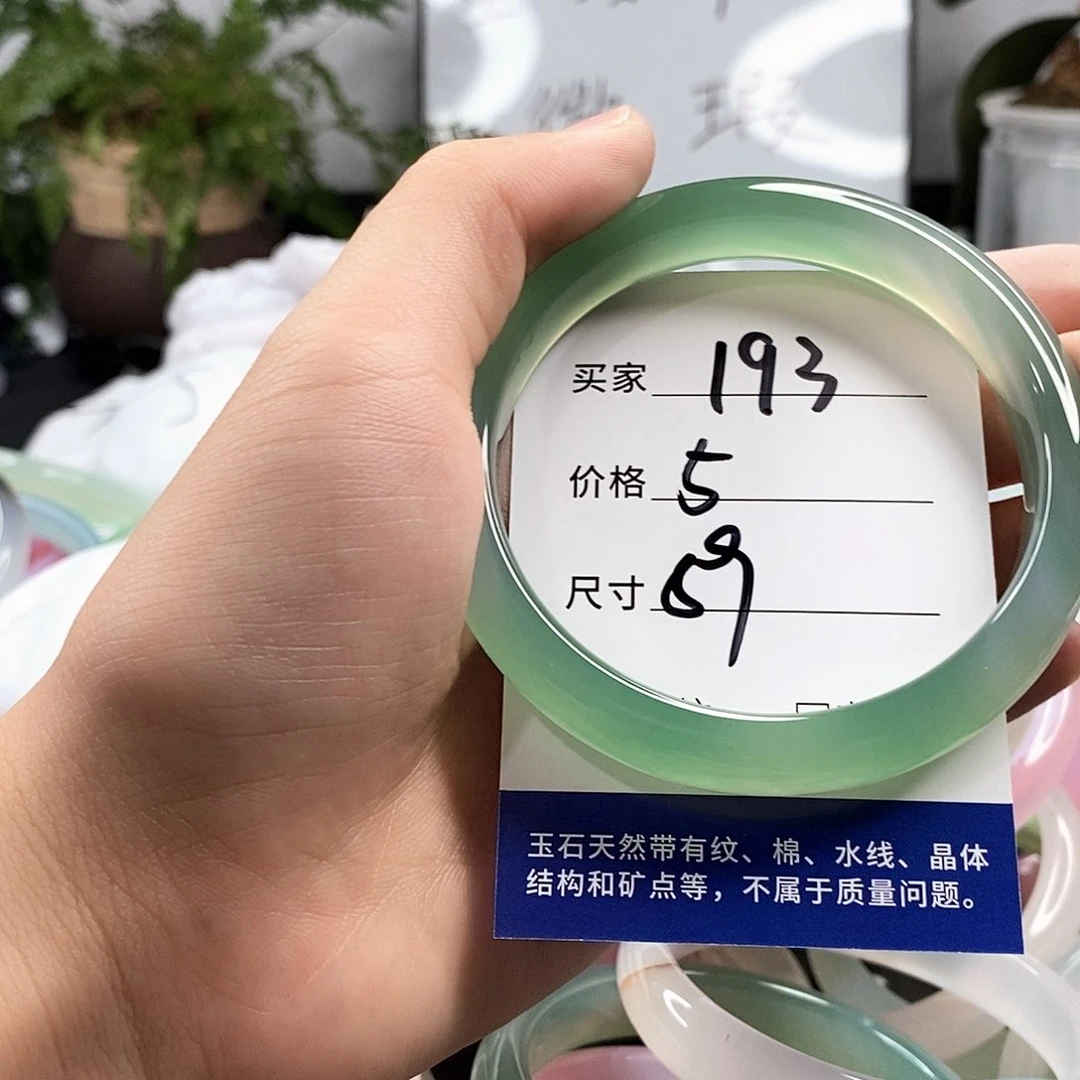 买家 193
价格 5
尺寸 59
玉石天然带有纹、棉、水线、晶体
结构和矿点等，不属于质量问题。